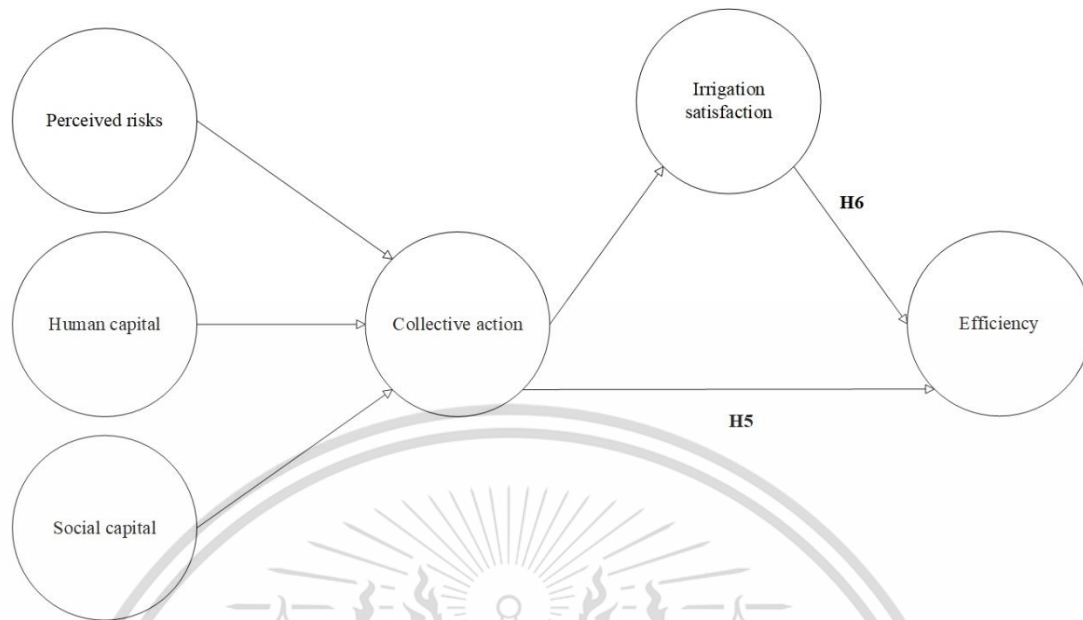 Perceived risks
Human capital
Social capital
Collective action
Irrigation
satisfaction
H6
H5
Efficiency